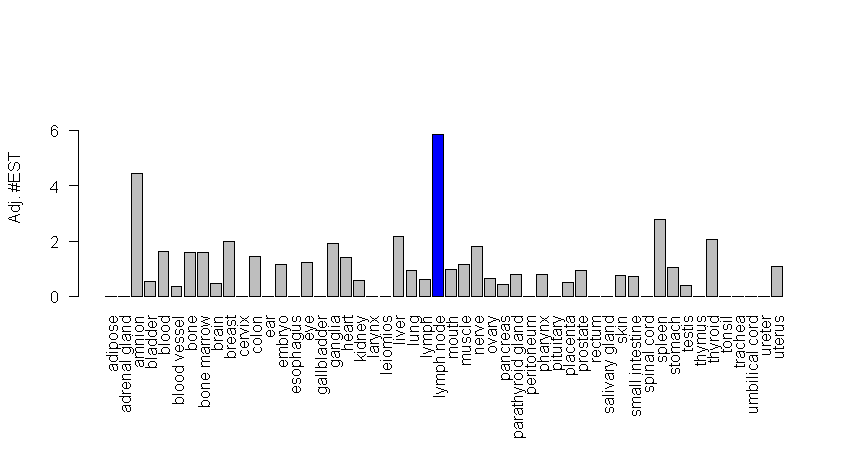 Adj. #EST
6
4
2
0
adipose
adrenal gland
amnion
bladder
blood
blood vessel
bone
bone marrow
brain
breast
cervix
colon
ear
embryo
esophagus
eye
gallbladder
ganglia
heart
kidney
larynx
leiomios
liver
lung
lymph
lymph node
mouth
muscle
nerve
ovary
pancreas
parathyroid gland
peritoneum
pharynx
pituitary
placenta
prostate
rectum
salivary gland
skin
small intestine
spinal cord
spleen
stomach
testis
thymus
thyroid
tonsil
trachea
umbilical cord
ureter
uterus